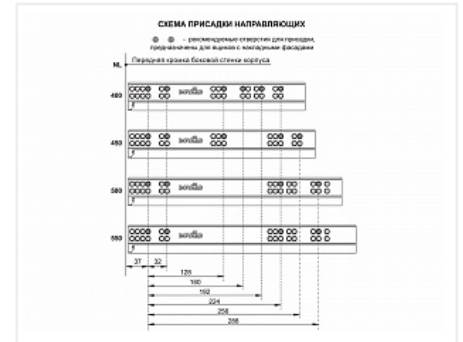 СХЕМА ПРИСАДКИ НАПРАВЛЯЮЩИХ
- рекомендуемые отверстия для присадки,
предназначены для ящиков с накладными фасадами
NL
Передняя кромка боковой стенки корпуса
400
450
500
550
37
32
128
160
192
224
256
288